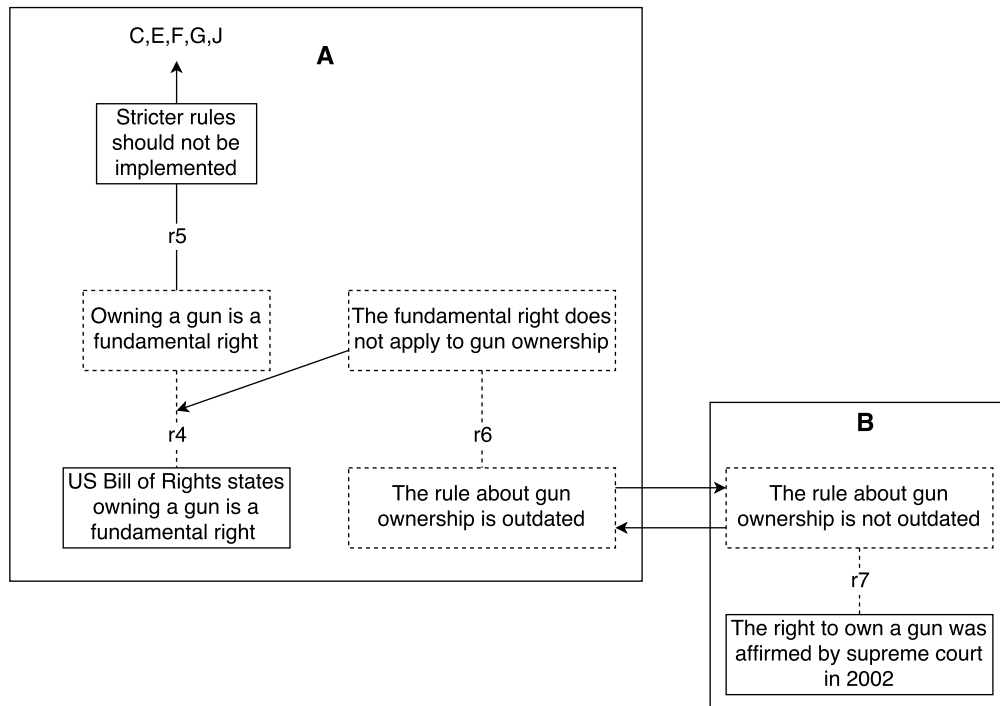 C,E,F,G,J
A
Stricter rules
should not be
implemented
r5
Owning a gun is a
fundamental right
The fundamental right does
not apply to gun ownership
r4
r6
US Bill of Rights states
owning a gun is a
fundamental right
The rule about gun
ownership is outdated
B
The rule about gun
ownership is not outdated
r7
The right to own a gun was
affirmed by supreme court
in 2002